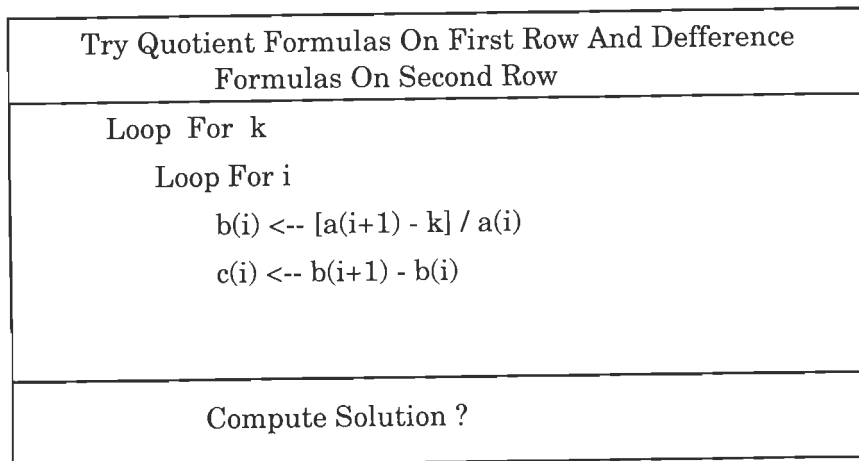 Try Quotient Formulas On First Row And Defference
Formulas On Second Row
Loop For k
Loop For i
b(i) <-- [a(i+1) - k] / a(i)
c(i) <-- b(i+1) - b(i)
Compute Solution ?